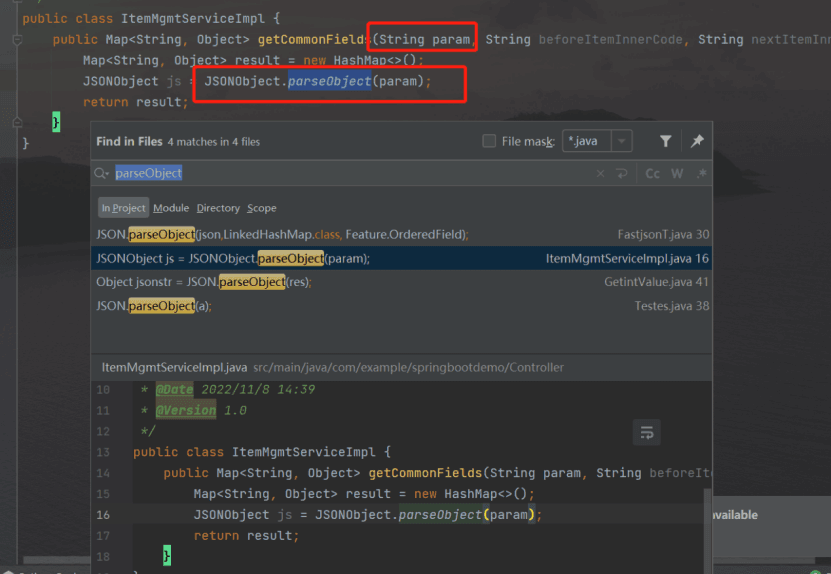 public class ItemMgmtServiceImpl {
public Map<String, Object> getCommonFields(String param, String beforeItemInnerCode, String nextItemInn
Map<String, Object> result = new HashMap<>();
JSONObject js = JSONObject.parseObject(param);
return result;
}
}
Find in Files 4 matches in 4 files
File mask: *.java
parseObject
Cc W .*
In Project Module Directory Scope
JSON.parseObject(json,LinkedHashMap.class, Feature.OrderedField); FastjsonT.java 30
JSONObject js = JSONObject.parseObject(param); ItemMgmtServiceImpl.java 16
Object jsonstr = JSON.parseObject(res); GetintValue.java 41
JSON.parseObject(a); Testes.java 38
ItemMgmtServiceImpl.java src/main/java/com/example/springbootdemo/Controller
10 * @Date 2022/11/8 14:39
11 * @Version 1.0
12 */
13 public class ItemMgmtServiceImpl {
14 public Map<String, Object> getCommonFields(String param, String beforeIte
15 Map<String, Object> result = new HashMap<>();
16 JSONObject js = JSONObject.parseObject(param);
vailable
17 return result;
18 }